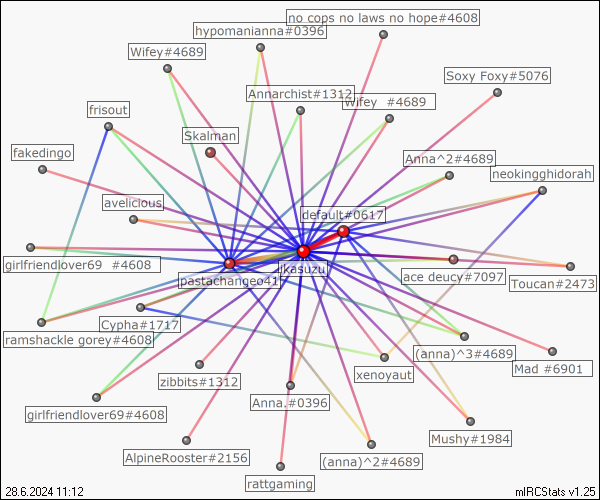 no cops no laws no hope#4608
hypomanianna#0396
Wifey#4689
Soxy Foxy#5076
Annarchist#1312
Wifey  #4689
frisout
Skalman
fakedingo
Anna^2#4689
neokingghidorah
avelicious
default#0617
girlfriendlover69  #4608
pastachangeo41
ikasuzu
ace deucy#7097
Toucan#2473
Cypha#1717
ramshackle gorey#4608
(anna)^3#4689
Mad #6901
xenoyaut
zibbits#1312
Anna.#0396
girlfriendlover69#4608
Mushy#1984
AlpineRooster#2156
(anna)^2#4689
rattgaming
28.6.2024 11:12
mIRCStats v1.25